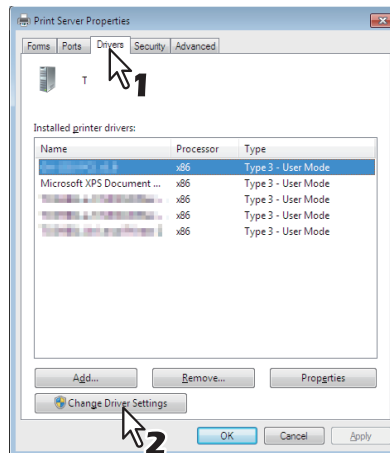 Print Server Properties
Forms Ports Drivers Security Advanced
T
1
Installed printer drivers:
Name Processor Type
x86 Type 3 - User Mode
Microsoft XPS Document ... x86 Type 3 - User Mode
x86 Type 3 - User Mode
x86 Type 3 - User Mode
x86 Type 3 - User Mode
Add... Remove... Properties
Change Driver Settings
2
OK Cancel Apply